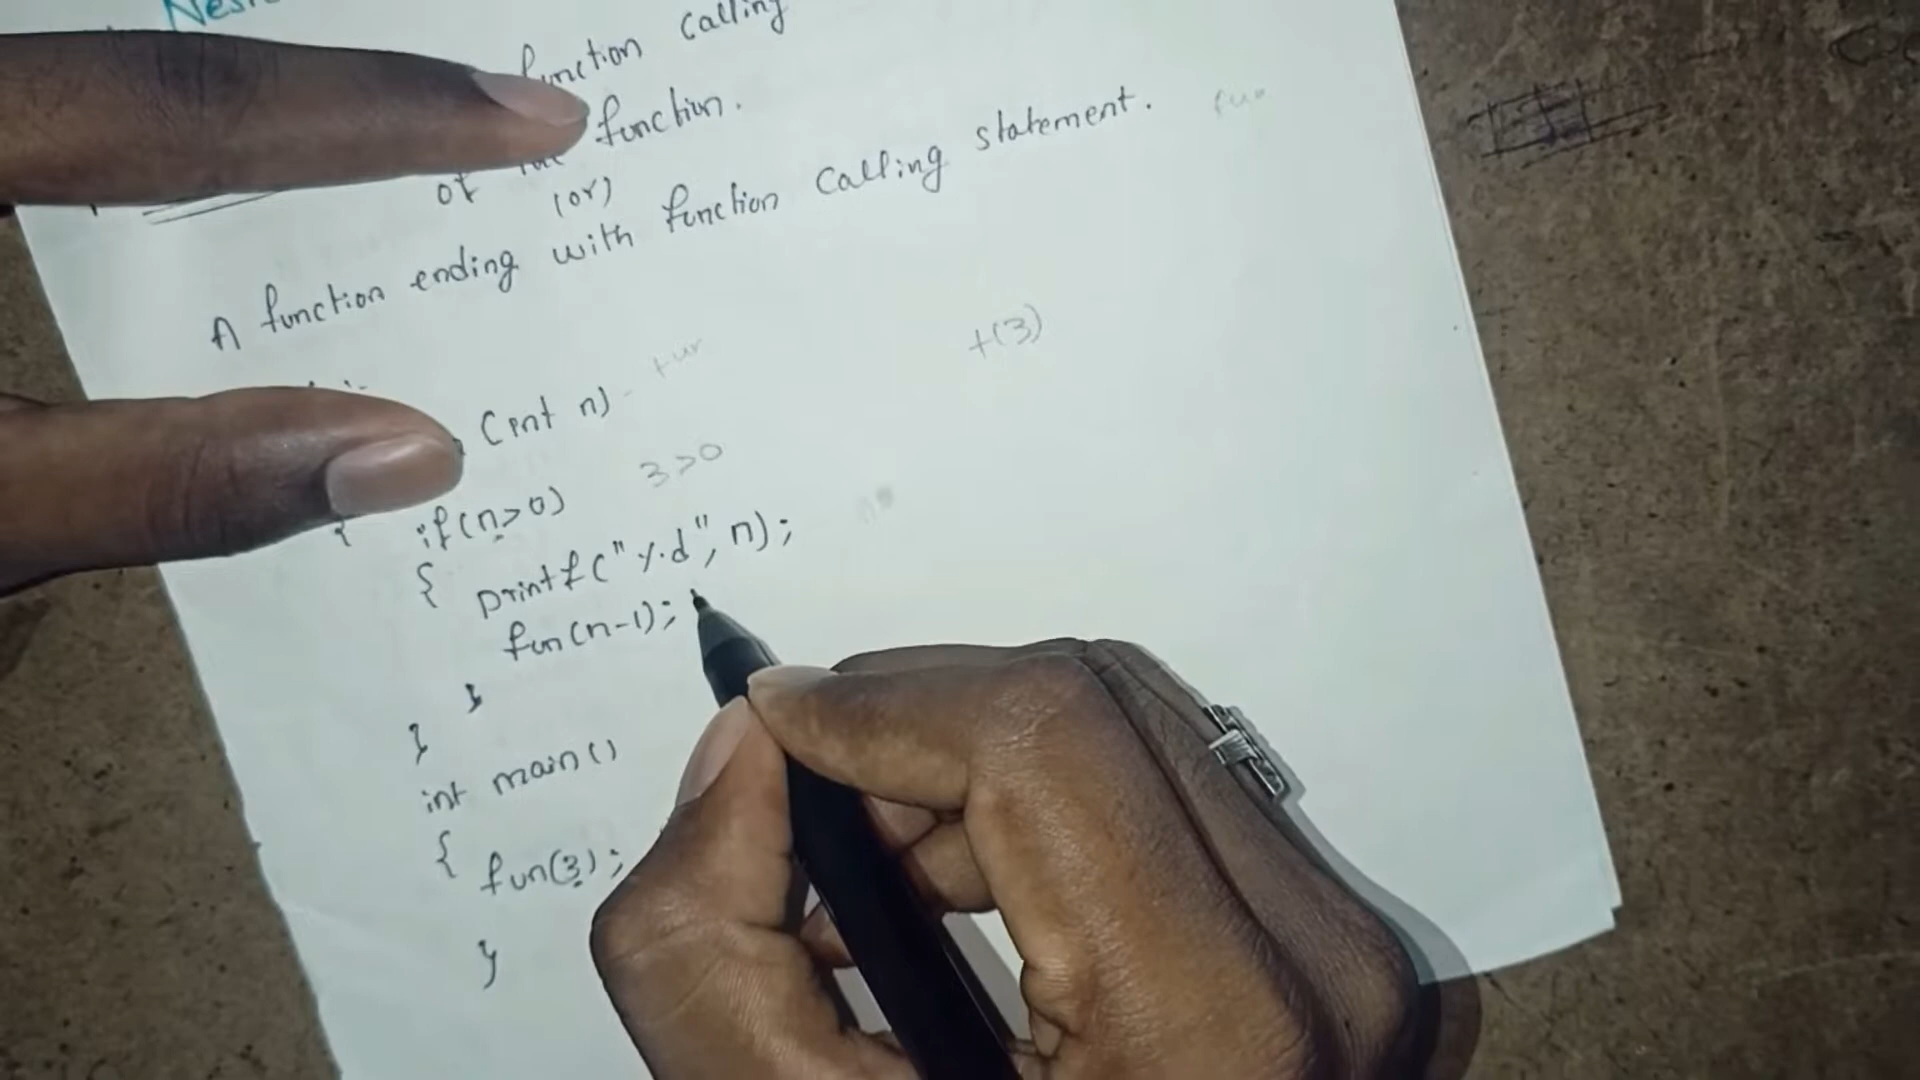 function calling
of the function.
(or)
A function ending with function calling statement.
(int n)
t(3)
if(n>0) 3>0
{ printf("%d", n);
fun(n-1);
}
}
int main()
{ fun(3);
}